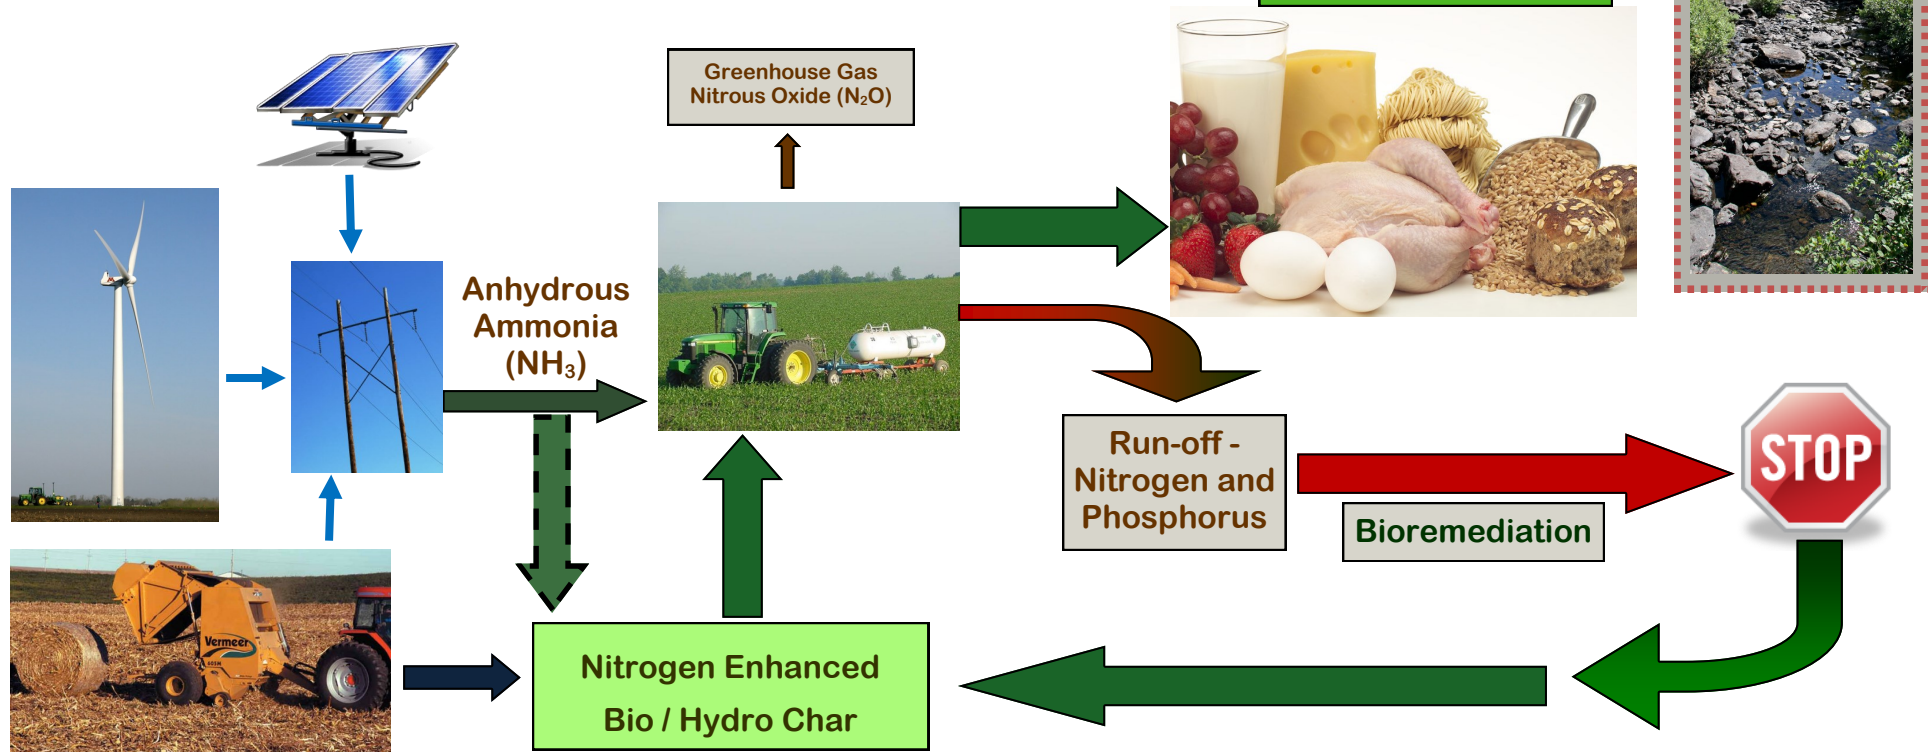 Greenhouse Gas
Nitrous Oxide (N₂O)
Anhydrous
Ammonia
(NH₃)
Run-off -
Nitrogen and
Phosphorus
STOP
Bioremediation
Vermeer
Nitrogen Enhanced
Bio / Hydro Char